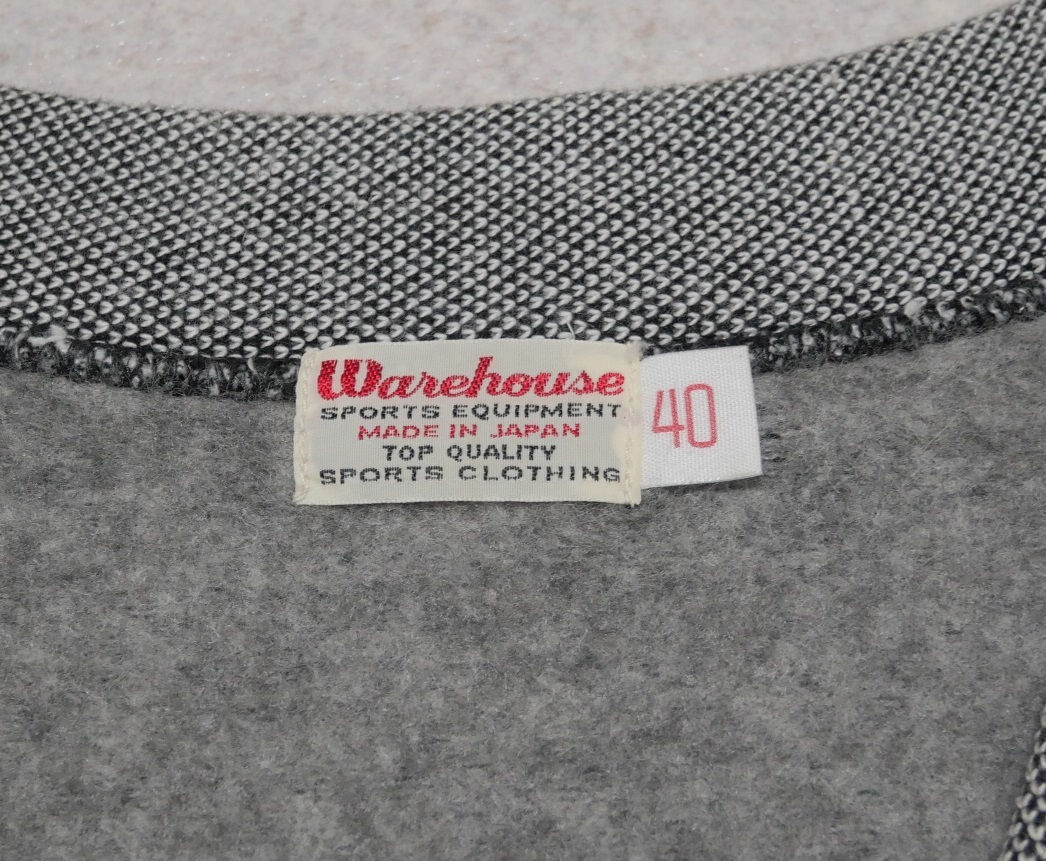 Warehouse
SPORTS EQUIPMENT
MADE IN JAPAN
TOP QUALITY
SPORTS CLOTHING
40